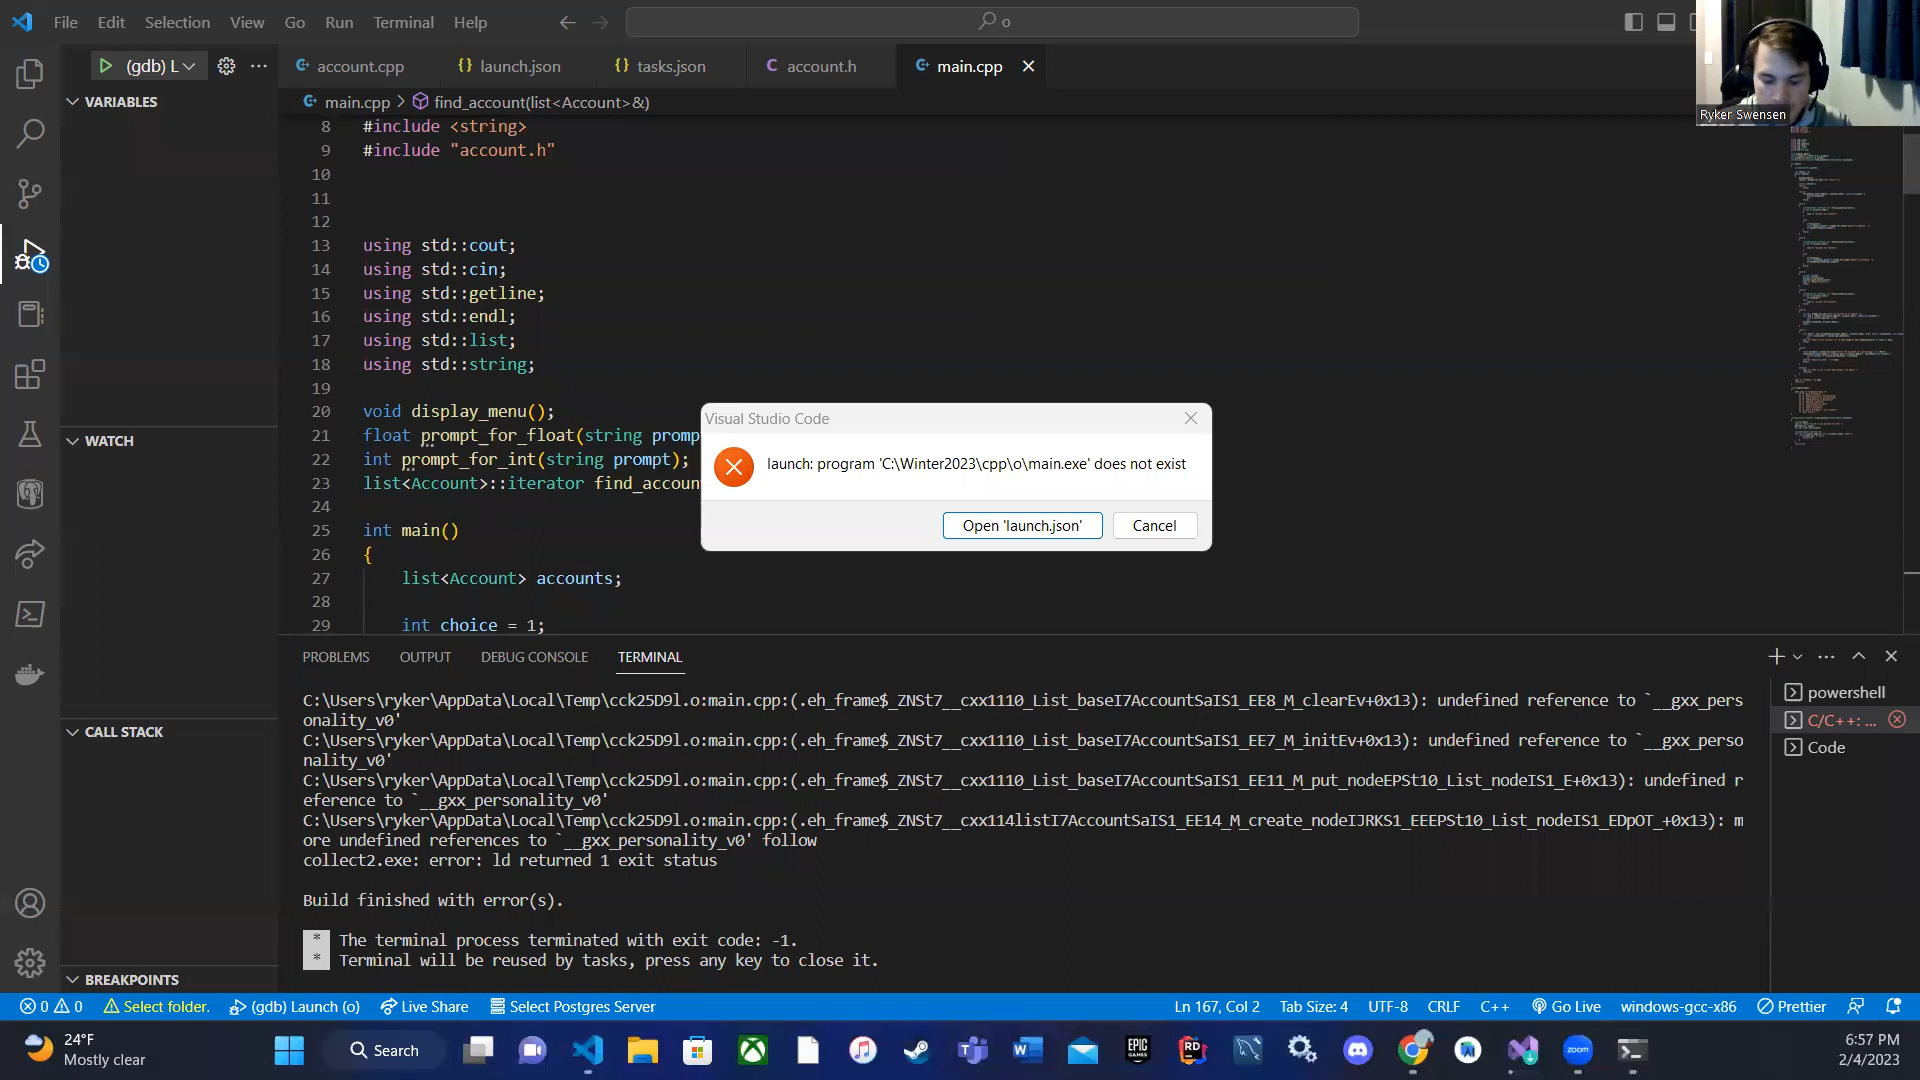 File Edit Selection View Go Run Terminal Help
o
Ryker Swensen
(gdb) L
account.cpp
launch.json
tasks.json
account.h
main.cpp
VARIABLES
main.cpp > find_account(list<Account>&)
8 #include <string>
9 #include "account.h"
10
11
12
13 using std::cout;
14 using std::cin;
15 using std::getline;
16 using std::endl;
17 using std::list;
18 using std::string;
19
20 void display_menu();
21 float prompt_for_float(string promp
22 int prompt_for_int(string prompt);
23 list<Account>::iterator find_accoun
24
25 int main()
26 {
27 list<Account> accounts;
28
29 int choice = 1;
Visual Studio Code
launch: program 'C:\Winter2023\cpp\o\main.exe' does not exist
Open 'launch.json'
Cancel
WATCH
CALL STACK
BREAKPOINTS
PROBLEMS OUTPUT DEBUG CONSOLE TERMINAL
C:\Users\ryker\AppData\Local\Temp\cck25D9l.o:main.cpp:(.eh_frame$_ZNSt7__cxx1110_List_baseI7AccountSaIS1_EE8_M_clearEv+0x13): undefined reference to `__gxx_pers
onality_v0'
C:\Users\ryker\AppData\Local\Temp\cck25D9l.o:main.cpp:(.eh_frame$_ZNSt7__cxx1110_List_baseI7AccountSaIS1_EE7_M_initEv+0x13): undefined reference to `__gxx_perso
nality_v0'
C:\Users\ryker\AppData\Local\Temp\cck25D9l.o:main.cpp:(.eh_frame$_ZNSt7__cxx1110_List_baseI7AccountSaIS1_EE11_M_put_nodeEPSt10_List_nodeIS1_E+0x13): undefined r
eference to `__gxx_personality_v0'
C:\Users\ryker\AppData\Local\Temp\cck25D9l.o:main.cpp:(.eh_frame$_ZNSt7__cxx114listI7AccountSaIS1_EE14_M_create_nodeIJRKS1_EEEPSt10_List_nodeIS1_EDpOT_+0x13): m
ore undefined references to `__gxx_personality_v0' follow
collect2.exe: error: ld returned 1 exit status
Build finished with error(s).
* The terminal process terminated with exit code: -1.
* Terminal will be reused by tasks, press any key to close it.
powershell
C/C++: ...
Code
0 0 Select folder. (gdb) Launch (o) Live Share Select Postgres Server Ln 167, Col 2 Tab Size: 4 UTF-8 CRLF C++ Go Live windows-gcc-x86 Prettier
24°F
Mostly clear
Search
EPIC
GAMES
RD
zoom
6:57 PM
2/4/2023